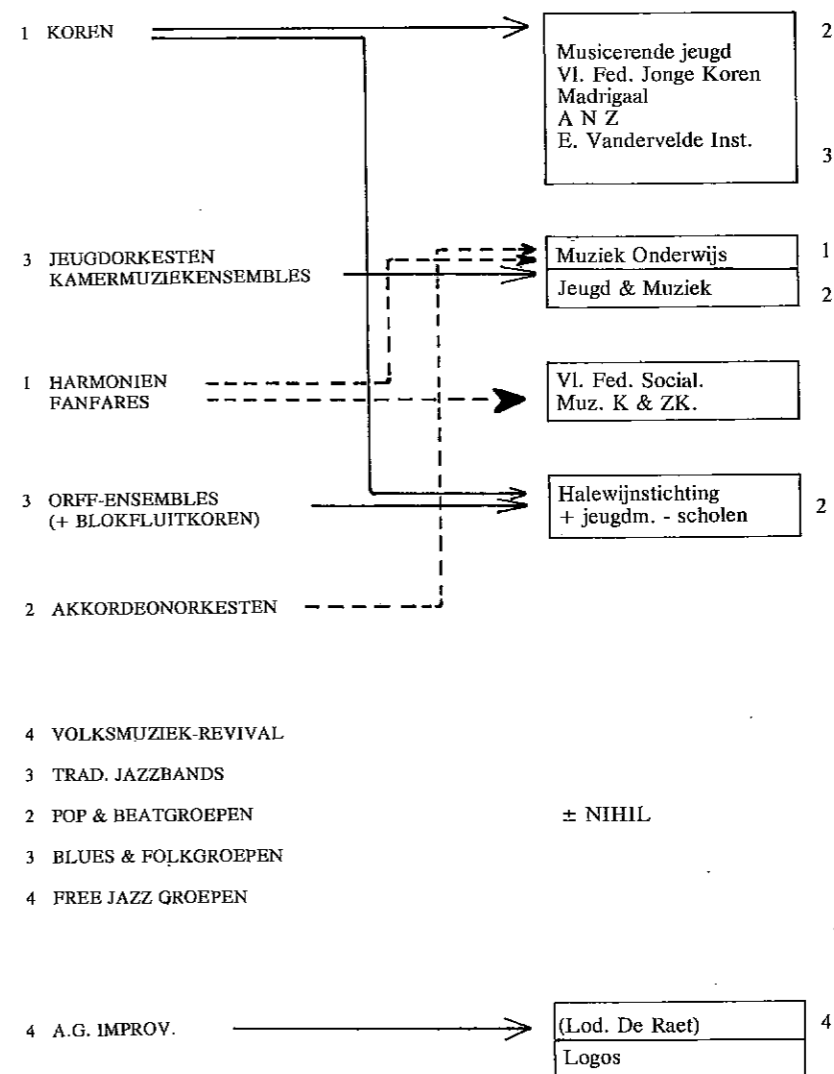 1 KOREN
2
Musicerende jeugd
Vl. Fed. Jonge Koren
Madrigaal
A N Z
E. Vandervelde Inst.
3
3 JEUGDORKESTEN
KAMERMUZIEKENSEMBLES
Muziek Onderwijs 1
Jeugd & Muziek 2
1 HARMONIEN
FANFARES
Vl. Fed. Social.
Muz. K & ZK.
3 ORFF-ENSEMBLES
(+ BLOKFLUITKOREN)
Halewijnstichting
+ jeugdm. - scholen 2
2 AKKORDEONORKESTEN
4 VOLKSMUZIEK-REVIVAL
3 TRAD. JAZZBANDS
2 POP & BEATGROEPEN
± NIHIL
3 BLUES & FOLKGROEPEN
4 FREE JAZZ GROEPEN
4 A.G. IMPROV.
(Lod. De Raet) 4
Logos